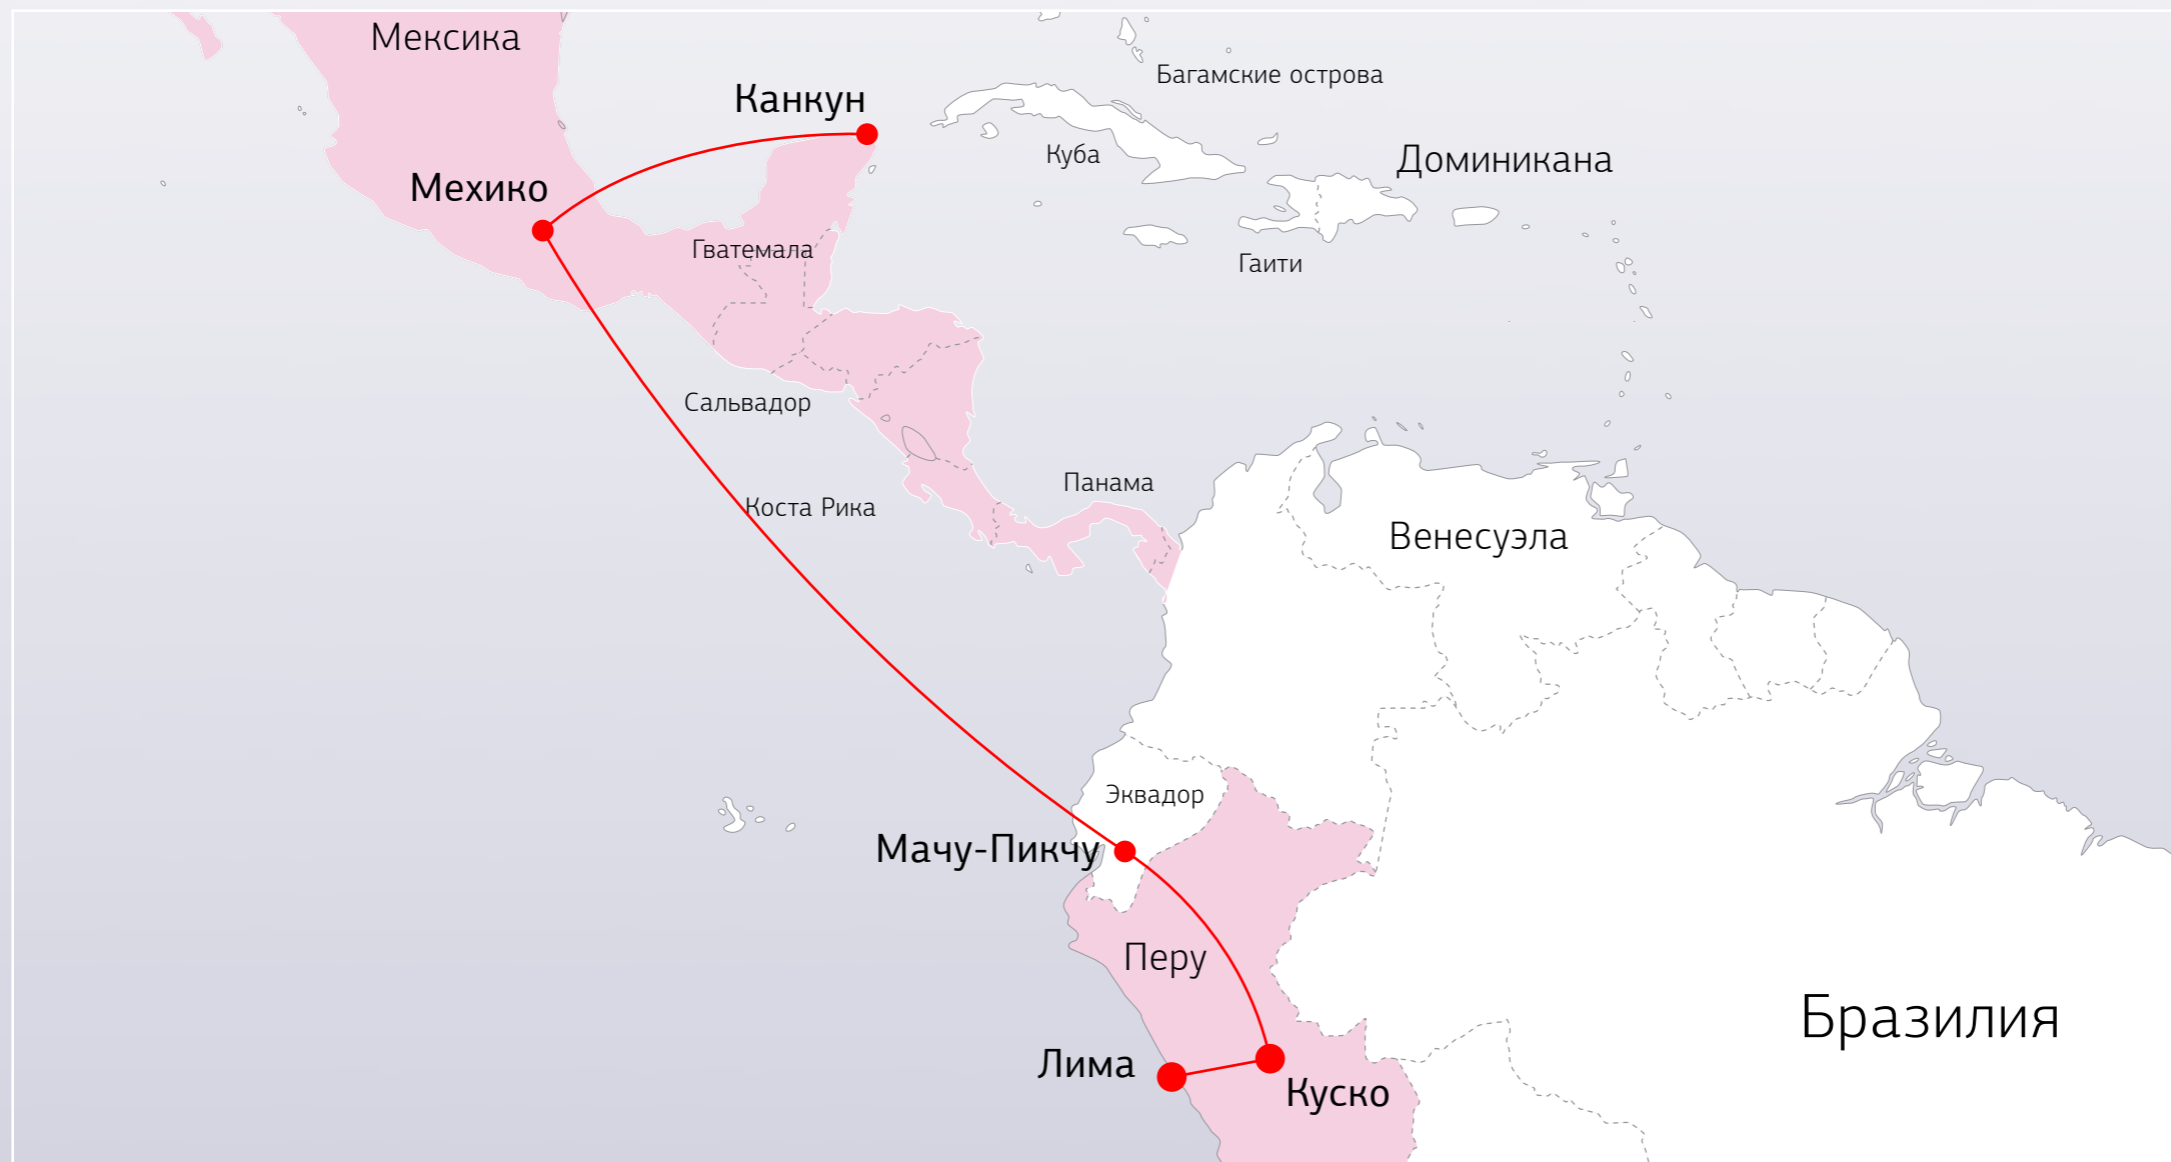 Мексика
Багамские острова
Канкун
Куба
Доминикана
Мехико
Гватемала
Гаити
Сальвадор
Панама
Коста Рика
Венесуэла
Эквадор
Мачу-Пикчу
Перу
Бразилия
Лима
Куско